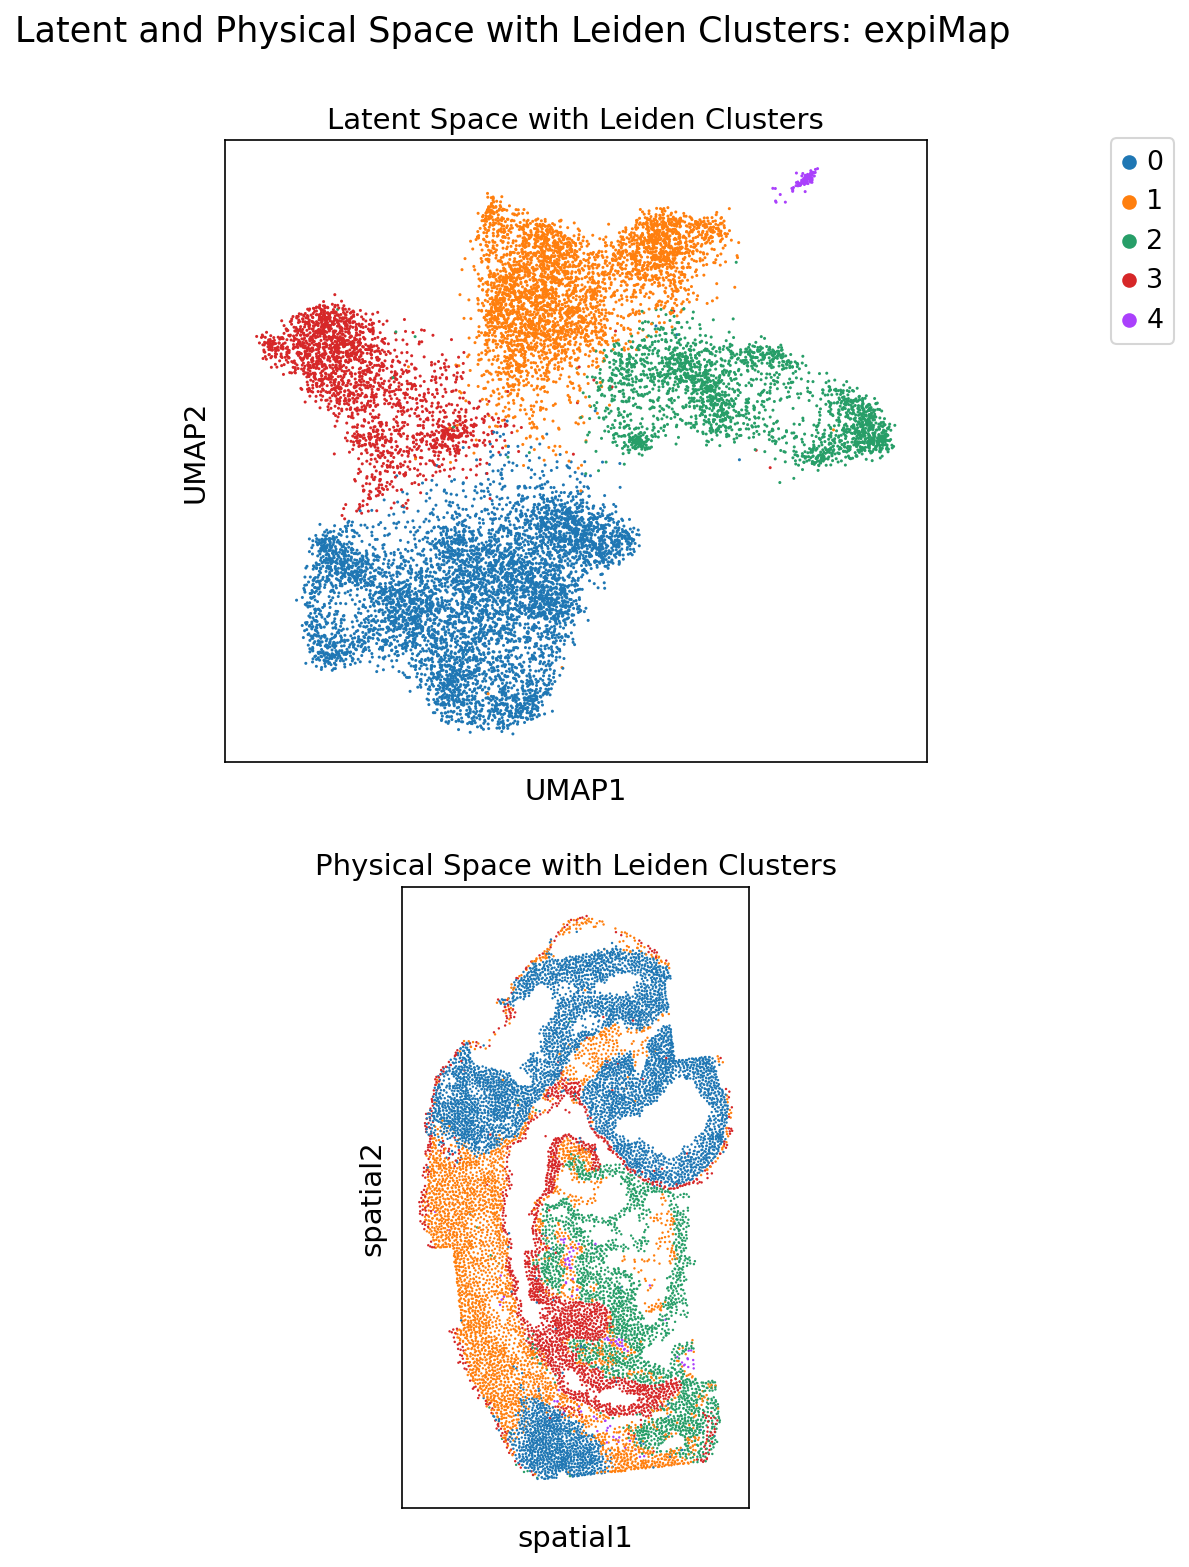 Latent and Physical Space with Leiden Clusters: expiMap
Latent Space with Leiden Clusters
0
1
2
3
4
UMAP2
UMAP1
Physical Space with Leiden Clusters
spatial2
spatial1